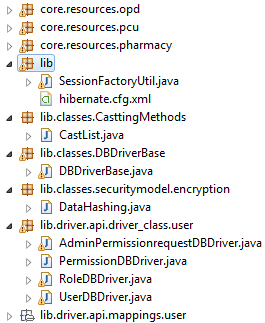 core.resources.opd
core.resources.pcu
core.resources.pharmacy
lib
SessionFactoryUtil.java
hibernate.cfg.xml
lib.classes.CasttingMethods
CastList.java
lib.classes.DBDriverBase
DBDriverBase.java
lib.classes.securitymodel.encryption
DataHashing.java
lib.driver.api.driver_class.user
AdminPermissionrequestDBDriver.java
PermissionDBDriver.java
RoleDBDriver.java
UserDBDriver.java
lib.driver.api.mappings.user